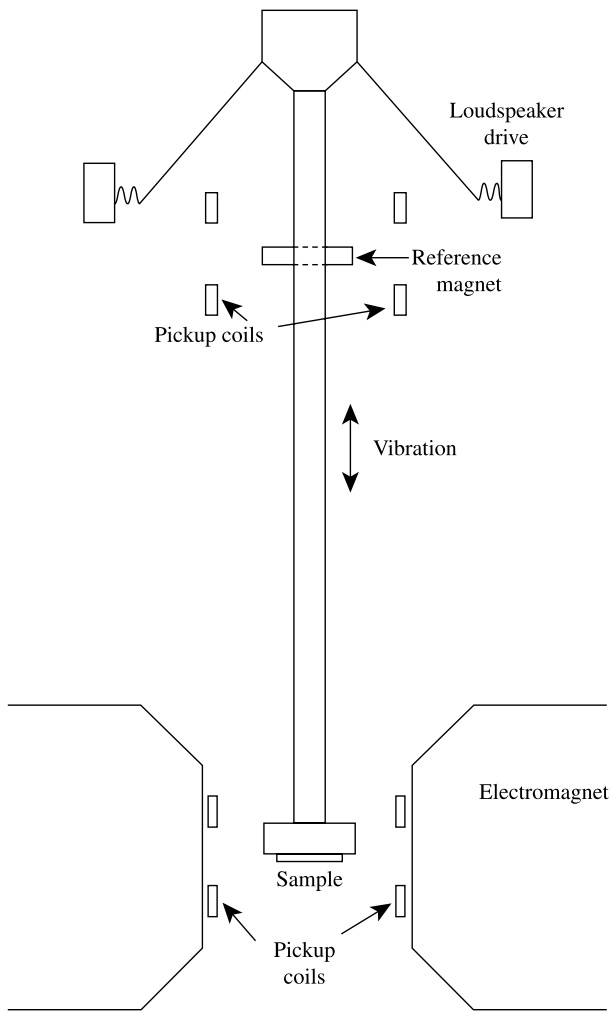 Loudspeaker
drive
Reference
magnet
Pickup coils
Vibration
Electromagnet
Sample
Pickup
coils